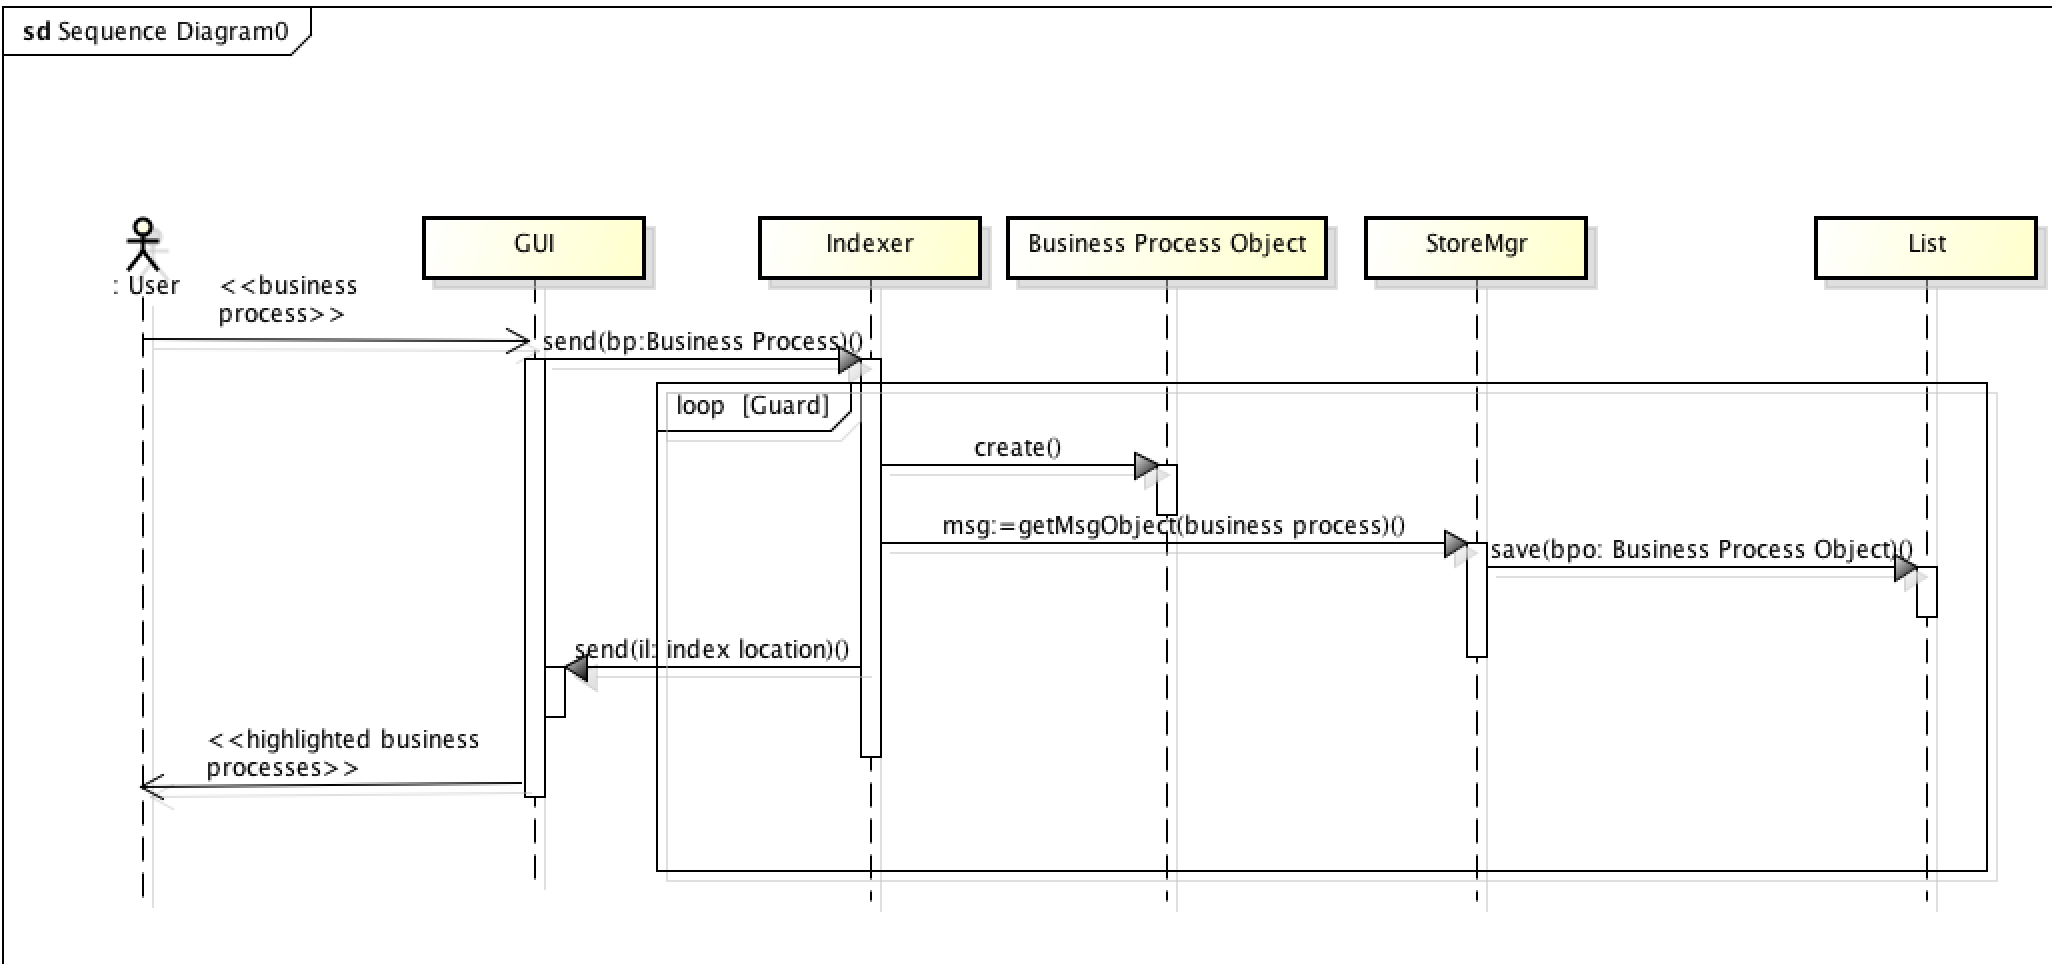 sd Sequence Diagram0
GUI
Indexer
Business Process Object
StoreMgr
List
: User
<<business
process>>
send(bp:Business Process)()
loop [Guard]
create()
msg:=getMsgObject(business process)()
save(bpo: Business Process Object)()
send(il: index location)()
<<highlighted business
processes>>